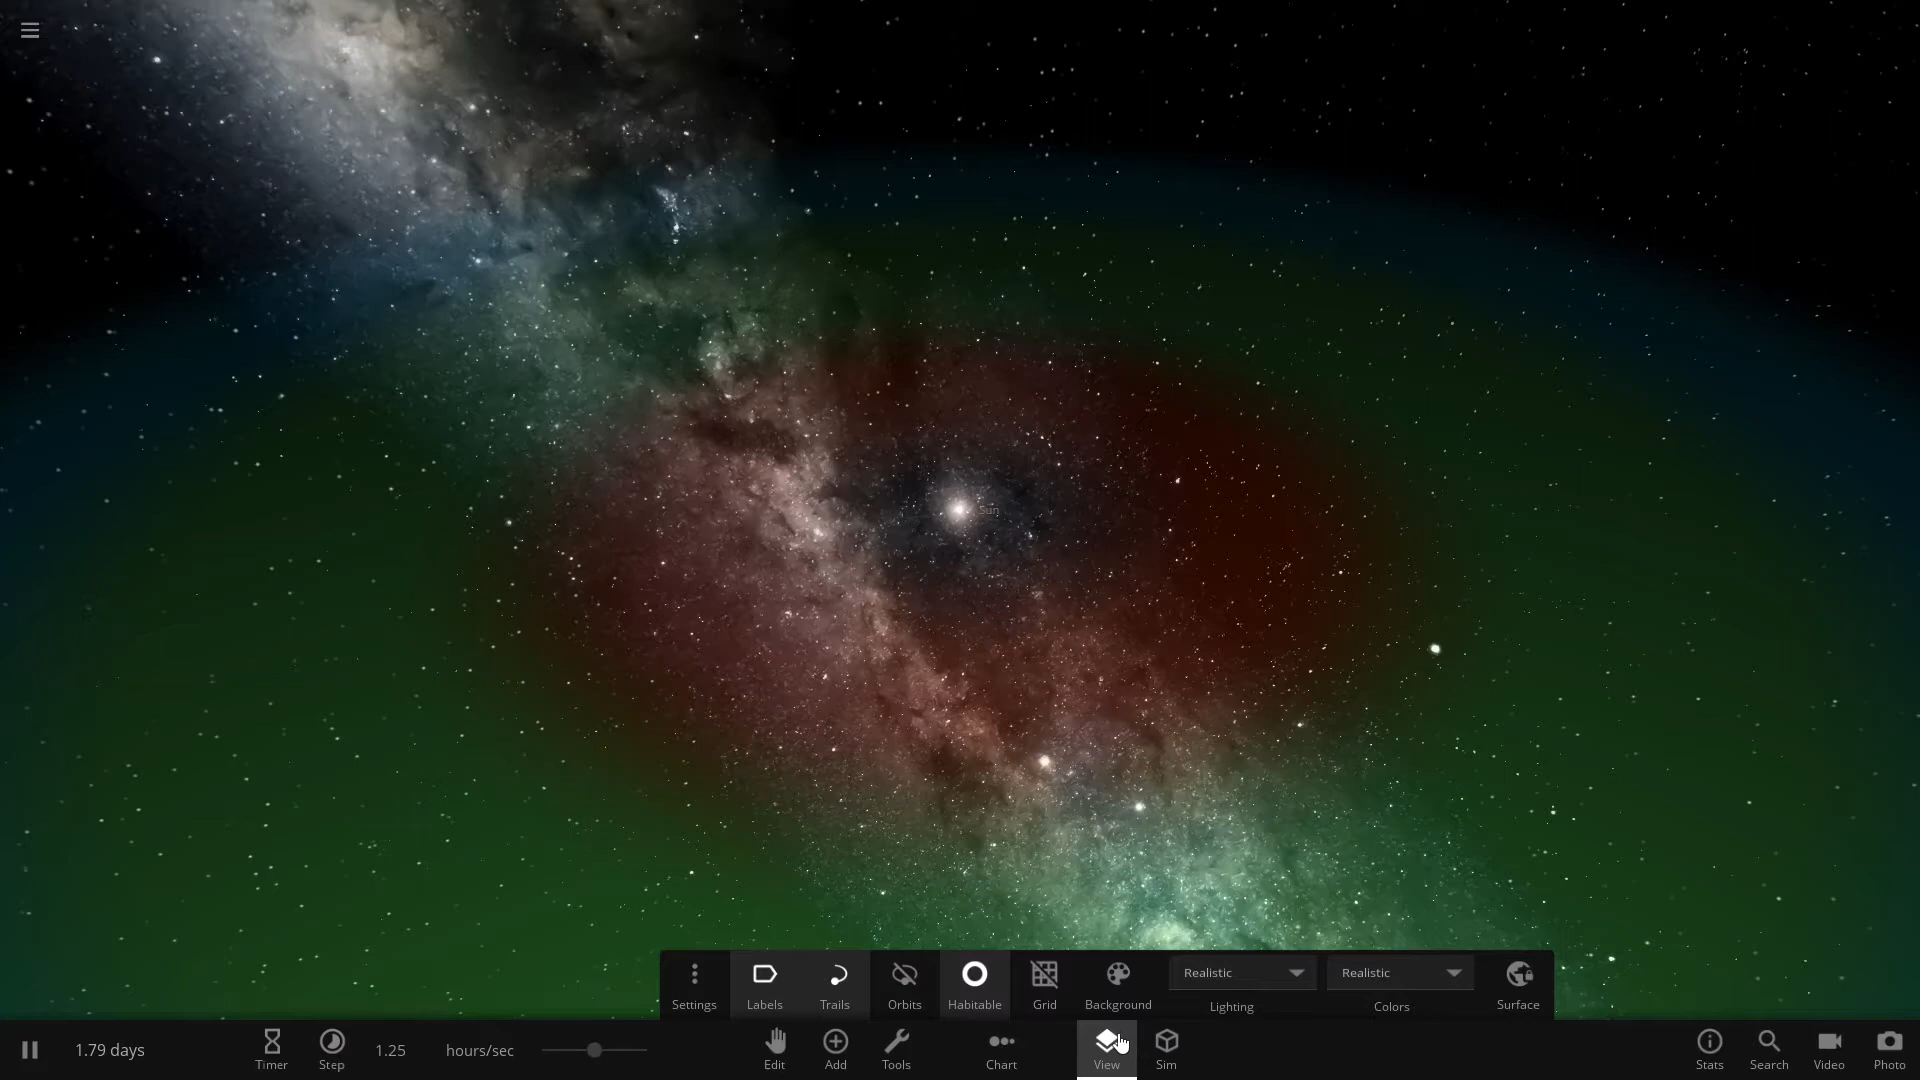 Sun
Settings
Labels
Trails
Orbits
Habitable
Grid
Background
Realistic
Lighting
Realistic
Colors
Surface
1.79 days
Timer
Step
1.25
hours/sec
Edit
Add
Tools
Chart
View
Sim
Stats
Search
Video
Photo